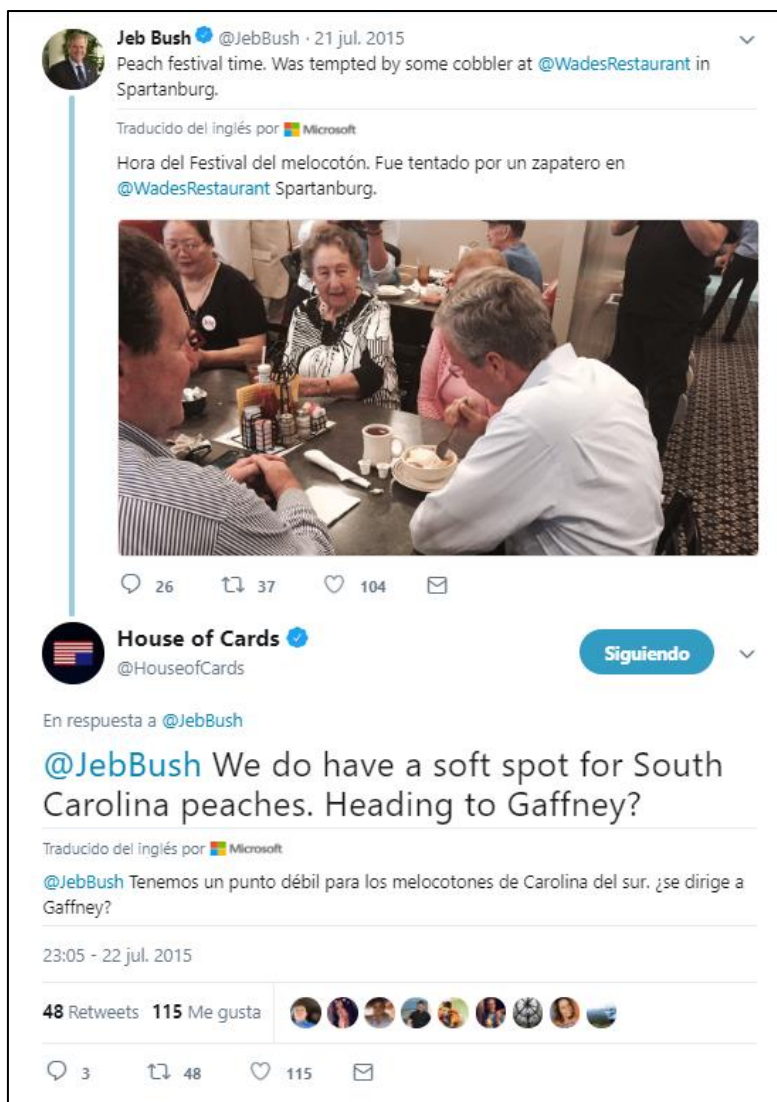 Jeb Bush @JebBush · 21 jul. 2015
Peach festival time. Was tempted by some cobbler at @WadesRestaurant in
Spartanburg.
Traducido del inglés por Microsoft
Hora del Festival del melocotón. Fue tentado por un zapatero en
@WadesRestaurant Spartanburg.
26 37 104
House of Cards
@HouseofCards
Siguiendo
En respuesta a @JebBush
@JebBush We do have a soft spot for South
Carolina peaches. Heading to Gaffney?
Traducido del inglés por Microsoft
@JebBush Tenemos un punto débil para los melocotones de Carolina del sur. ¿se dirige a
Gaffney?
23:05 - 22 jul. 2015
48 Retweets 115 Me gusta
3 48 115